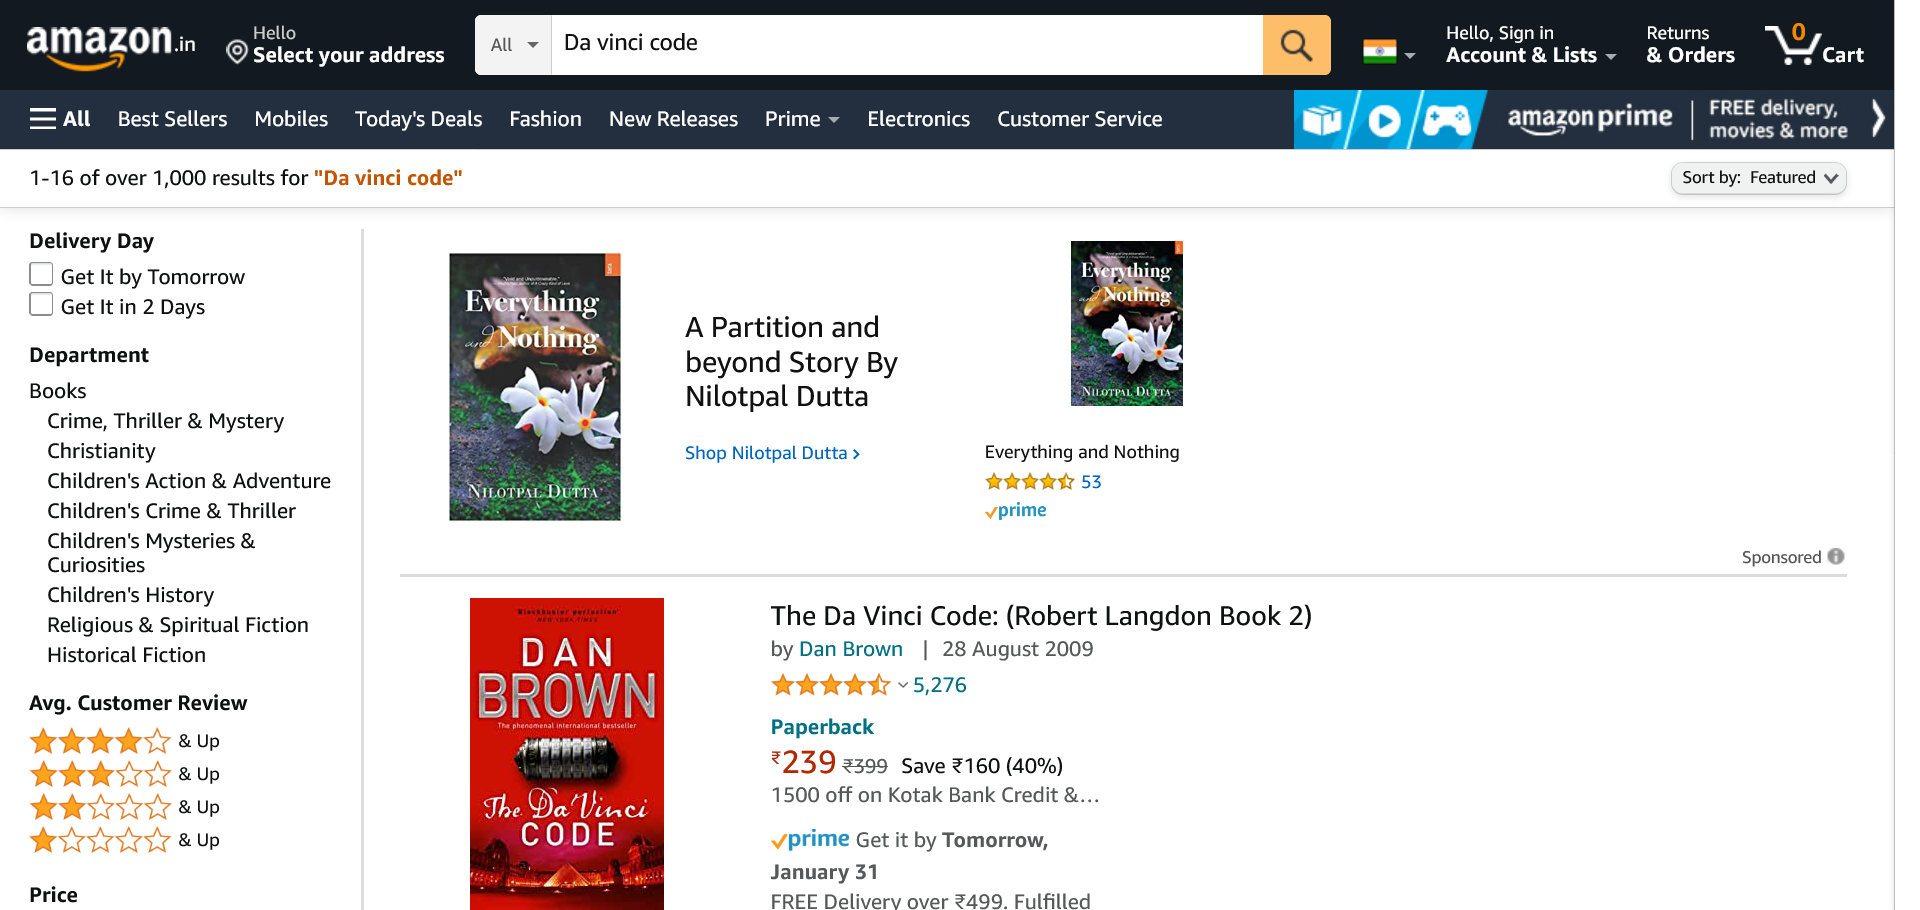 amazon.in
Hello
Select your address
All
Da vinci code
Hello, Sign in
Account & Lists
Returns
& Orders
0
Cart
All
Best Sellers
Mobiles
Today's Deals
Fashion
New Releases
Prime
Electronics
Customer Service
amazon prime
FREE delivery,
movies & more
1-16 of over 1,000 results for "Da vinci code"
Sort by: Featured
Delivery Day
Get It by Tomorrow
Get It in 2 Days
Department
Books
Crime, Thriller & Mystery
Christianity
Children's Action & Adventure
Children's Crime & Thriller
Children's Mysteries &
Curiosities
Children's History
Religious & Spiritual Fiction
Historical Fiction
Avg. Customer Review
& Up
& Up
& Up
& Up
Price
Everything
and Nothing
NILOTPAL DUTTA
A Partition and
beyond Story By
Nilotpal Dutta
Shop Nilotpal Dutta ›
Everything
and Nothing
NILOTPAL DUTTA
Everything and Nothing
53
prime
Sponsored
'Blockbuster perfection'
NEW YORK TIMES
DAN
BROWN
The phenomenal international bestseller
The Da Vinci
CODE
The Da Vinci Code: (Robert Langdon Book 2)
by Dan Brown | 28 August 2009
5,276
Paperback
₹239 ₹399 Save ₹160 (40%)
1500 off on Kotak Bank Credit &...
prime Get it by Tomorrow,
January 31
FREE Delivery over ₹499. Fulfilled